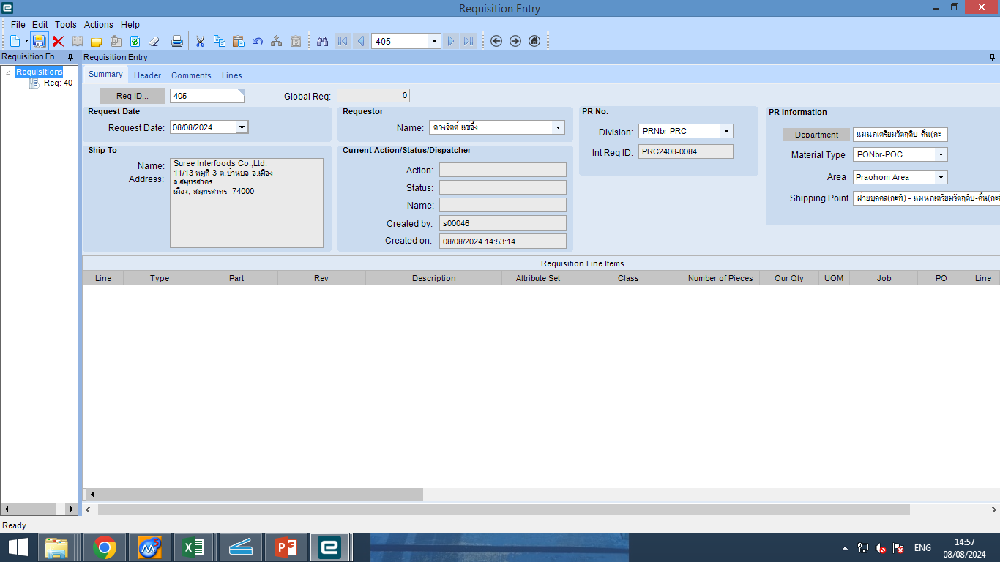 Requisition Entry
File Edit Tools Actions Help
405
Requisition En... Requisition Entry
Requisitions
Req: 40
Summary Header Comments Lines
Req ID... 405 Global Req: 0
Request Date
Request Date: 08/08/2024
Requestor
Name: ดวงจิตต์ แซ่อึ้ง
PR No.
Division: PRNbr-PRC
Int Req ID: PRC2408-0084
PR Information
Department แผนกเตรียมวัตถุดิบ-คั้น(กะ
Material Type PONbr-POC
Area Praohom Area
Shipping Point ฝ่ายบุคคล(กะทิ) - แผนกเตรียมวัตถุดิบ-คั้น(กะทิ
Ship To
Name: Suree Interfoods Co.,Ltd.
Address: 11/13 หมู่ที่ 3 ต.บ้านบ่อ อ.เมือง
จ.สมุทรสาคร
เมือง, สมุทรสาคร 74000
Current Action/Status/Dispatcher
Action:
Status:
Name:
Created by: s00046
Created on: 08/08/2024 14:53:14
Requisition Line Items
Line Type Part Rev Description Attribute Set Class Number of Pieces Our Qty UOM Job PO Line
Ready
ENG 14:57
08/08/2024